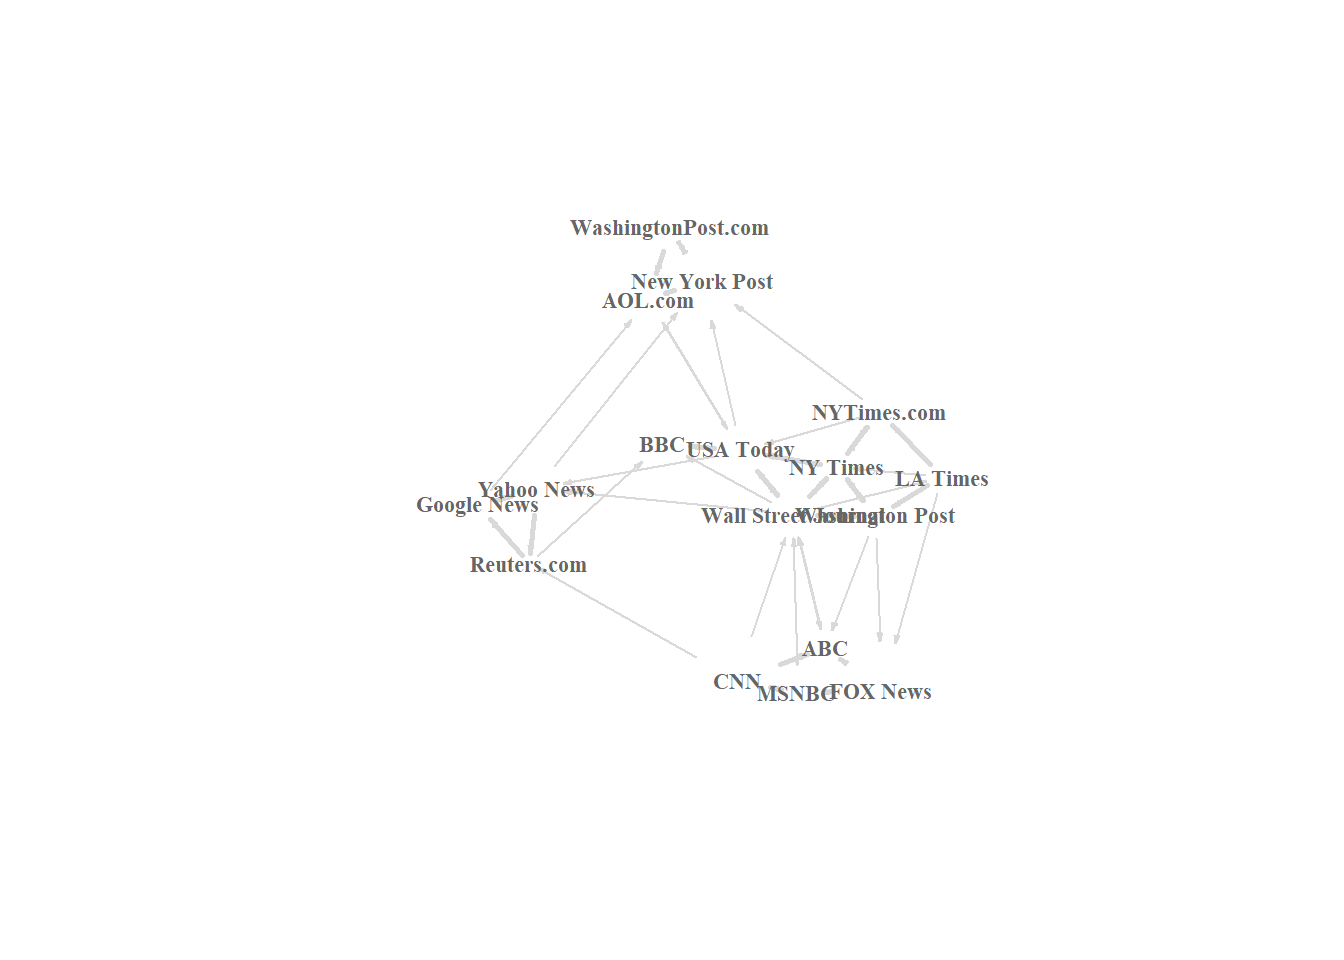 WashingtonPost.com
New York Post
AOL.com
NYTimes.com
BBC
USA Today
NY Times
LA Times
Yahoo News
Google News
Wall Street Journal
Washington Post
Reuters.com
ABC
CNN
MSNBC
FOX News